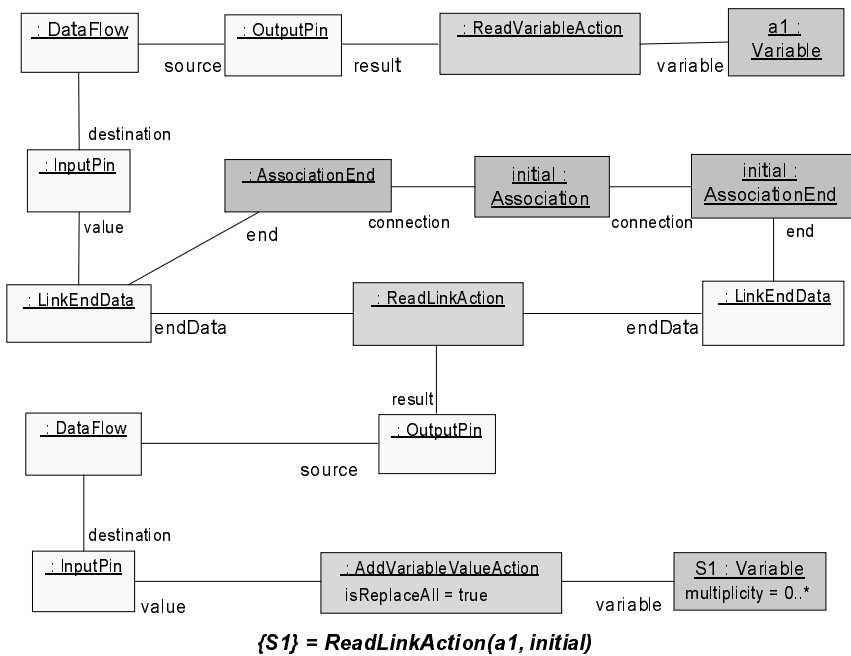 : DataFlow
source
: OutputPin
result
: ReadVariableAction
variable
a1 :
Variable
destination
: InputPin
value
: AssociationEnd
end
connection
initial :
Association
connection
initial :
AssociationEnd
end
: LinkEndData
endData
: ReadLinkAction
endData
: LinkEndData
result
: DataFlow
source
: OutputPin
destination
: InputPin
value
: AddVariableValueAction
isReplaceAll = true
variable
S1 : Variable
multiplicity = 0..*
{S1} = ReadLinkAction(a1, initial)